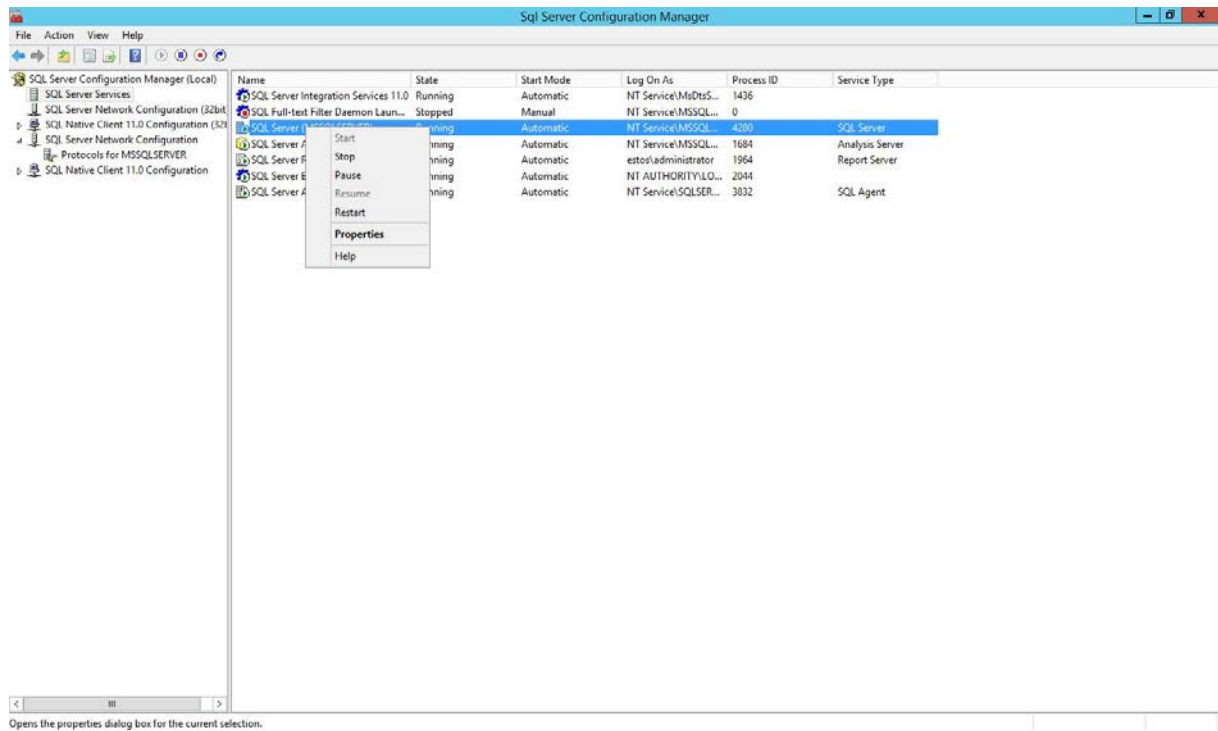 Sql Server Configuration Manager
File Action View Help
SQL Server Configuration Manager (Local)
SQL Server Services
SQL Server Network Configuration (32bit
SQL Native Client 11.0 Configuration (32
SQL Server Network Configuration
Protocols for MSSQLSERVER
SQL Native Client 11.0 Configuration
Name State Start Mode Log On As Process ID Service Type
SQL Server Integration Services 11.0 Running Automatic NT Service\MsDtsS... 1436
SQL Full-text Filter Daemon Laun... Stopped Manual NT Service\MSSQL... 0
SQL Server (MSSQLSERVER) Running Automatic NT Service\MSSQL... 4280 SQL Server
SQL Server A nning Automatic NT Service\MSSQL... 1684 Analysis Server
SQL Server R nning Automatic estos\administrator 1964 Report Server
SQL Server B nning Automatic NT AUTHORITY\LO... 2044
SQL Server A nning Automatic NT Service\SQLSER... 3832 SQL Agent
Start
Stop
Pause
Resume
Restart
Properties
Help
Opens the properties dialog box for the current selection.